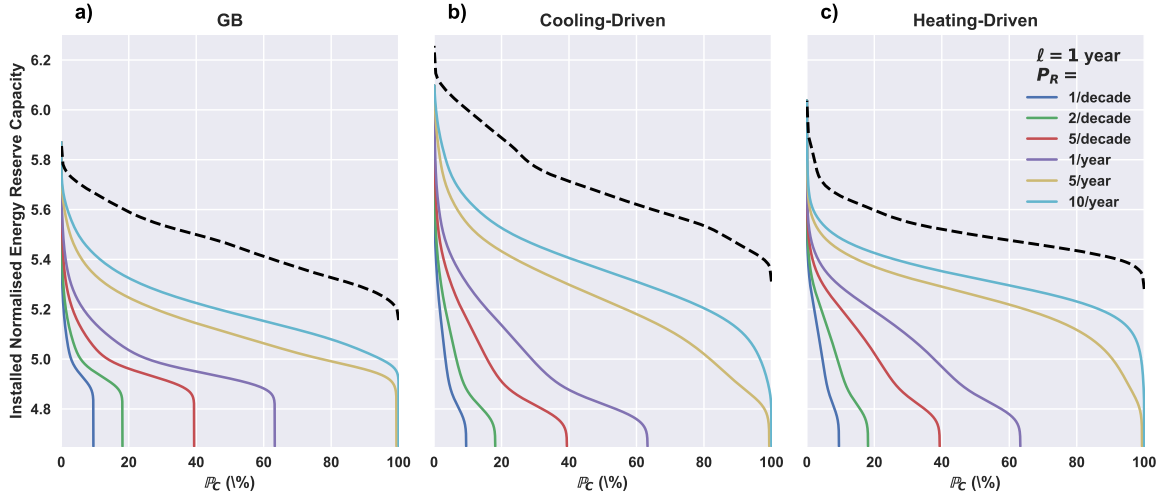 a)
GB
b)
Cooling-Driven
c)
Heating-Driven
Installed Normalised Energy Reserve Capacity
6.2
6.0
5.8
5.6
5.4
5.2
5.0
4.8
ℓ = 1 year
P_R =
1/decade
2/decade
5/decade
1/year
5/year
10/year
0 20 40 60 80 100
0 20 40 60 80 100
0 20 40 60 80 100
ℙ_C (\%)
ℙ_C (\%)
ℙ_C (\%)